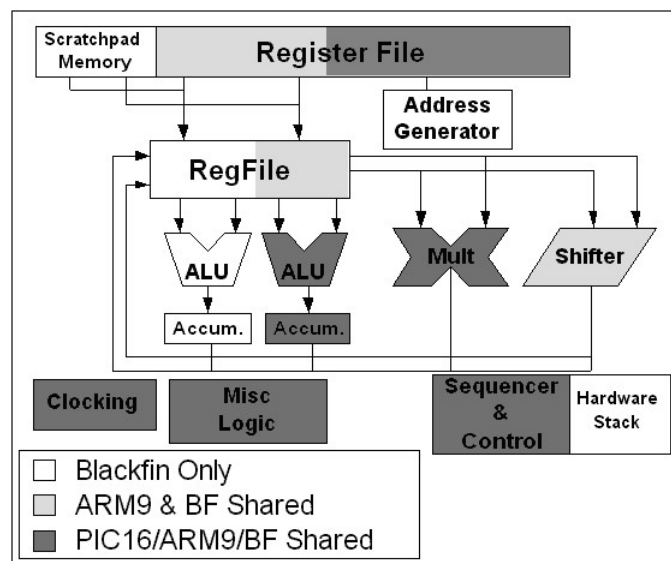 Scratchpad
Memory
Register File
Address
Generator
RegFile
ALU
ALU
Mult
Shifter
Accum.
Accum.
Clocking
Misc
Logic
Sequencer
&
Control
Hardware
Stack
Blackfin Only
ARM9 & BF Shared
PIC16/ARM9/BF Shared